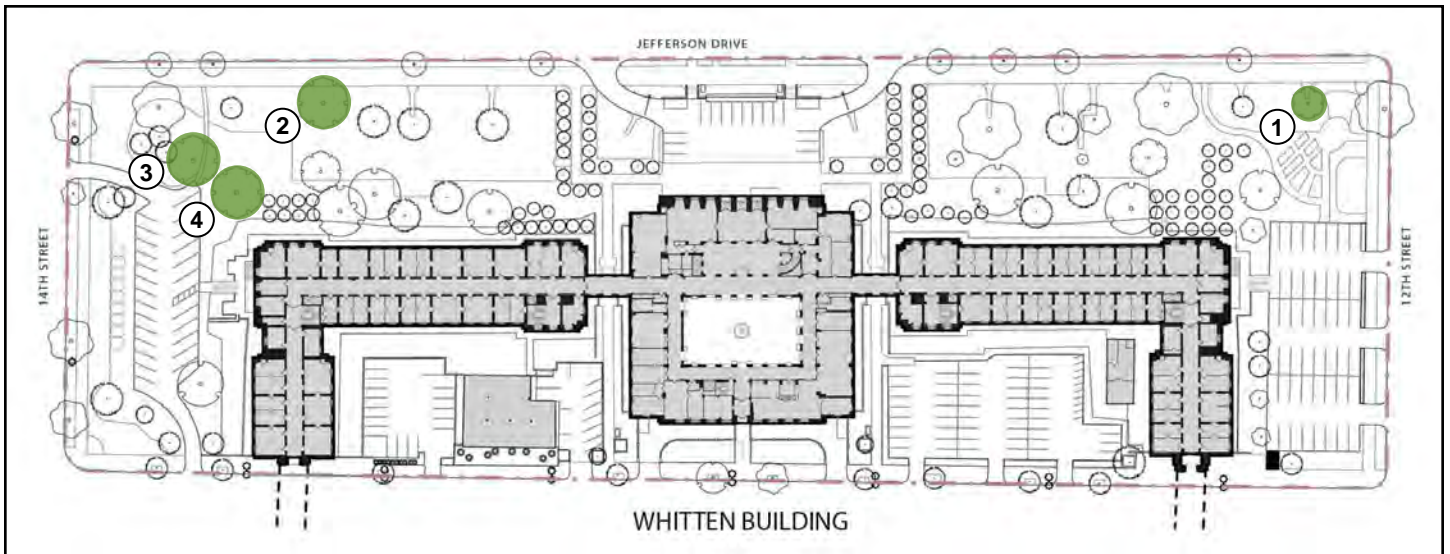 JEFFERSON DRIVE
1
2
3
4
14TH STREET
12TH STREET
WHITTEN BUILDING